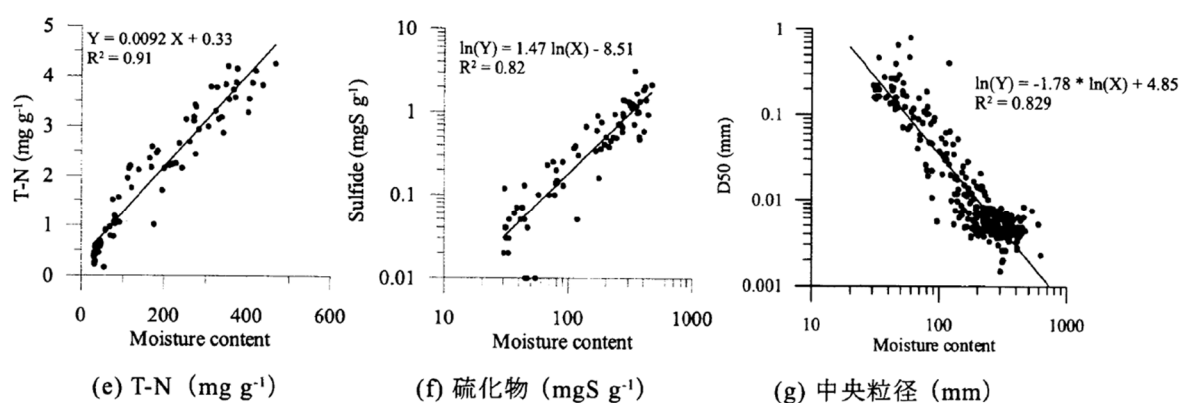 5
4
3
2
1
0
T-N (mg g⁻¹)
Y = 0.0092 X + 0.33
R² = 0.91
0
200
400
600
Moisture content
(e) T-N (mg g⁻¹)
10
1
0.1
0.01
Sulfide (mgS g⁻¹)
ln(Y) = 1.47 ln(X) - 8.51
R² = 0.82
10
100
1000
Moisture content
(f) 硫化物 (mgS g⁻¹)
1
0.1
0.01
0.001
D50 (mm)
ln(Y) = -1.78 * ln(X) + 4.85
R² = 0.829
10
100
1000
Moisture content
(g) 中央粒径 (mm)